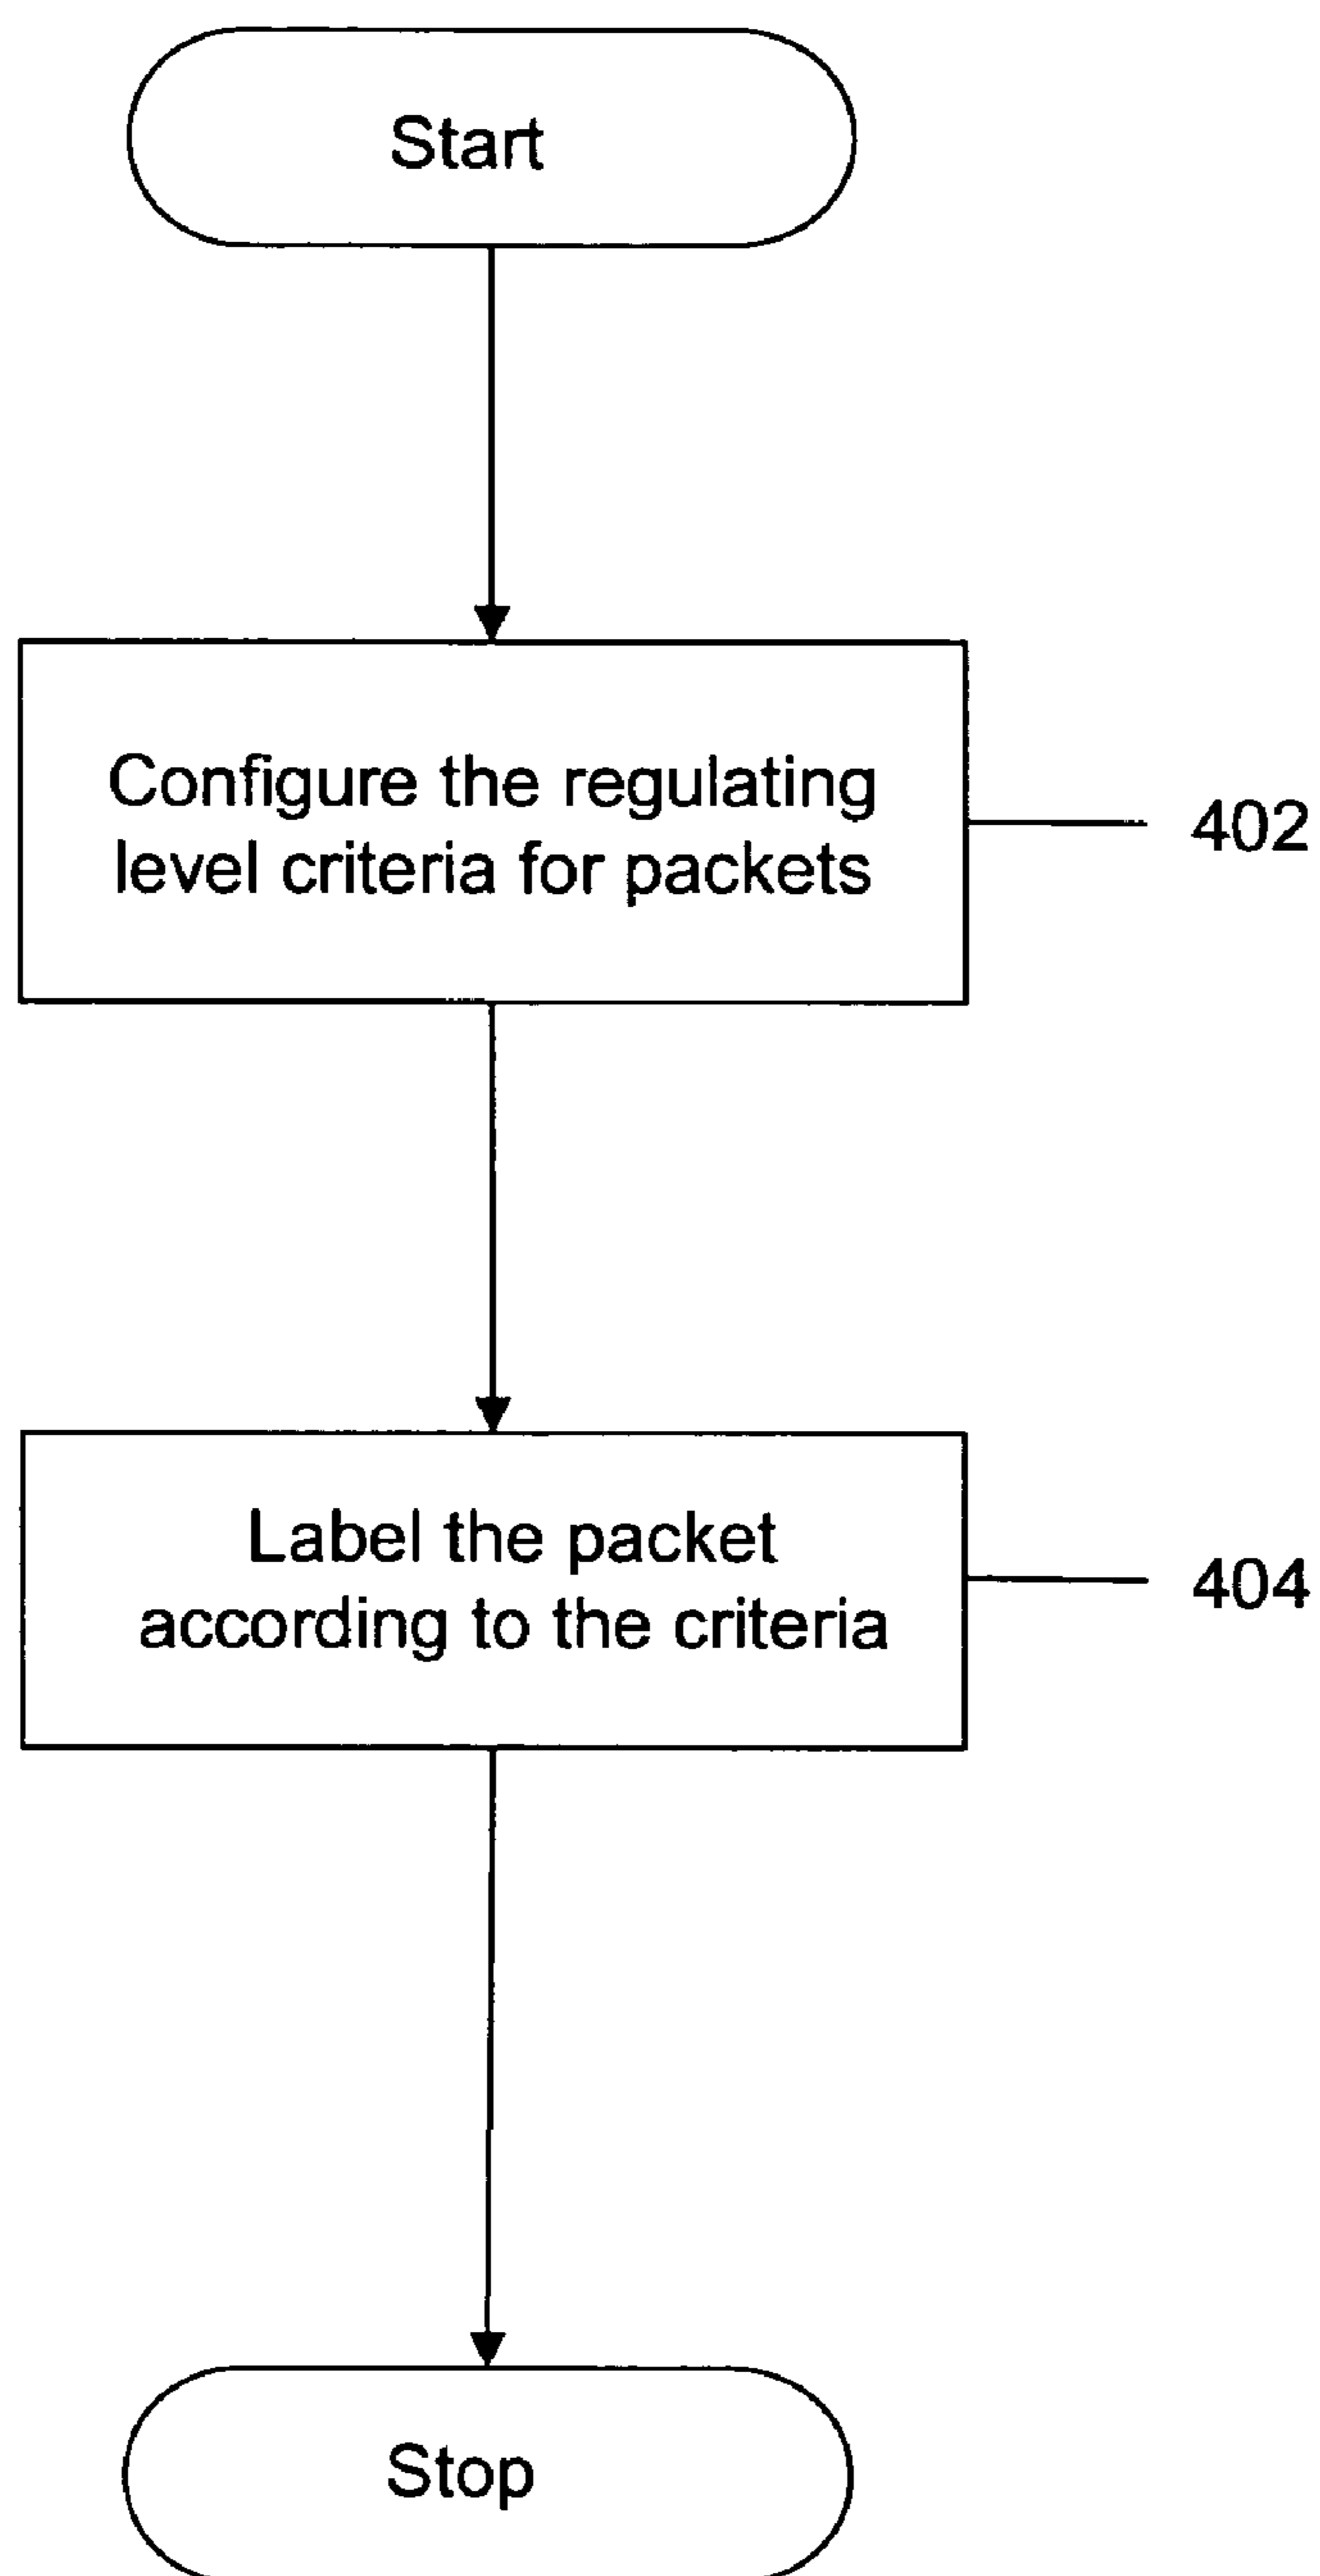 Start
Configure the regulating
level criteria for packets
402
Label the packet
according to the criteria
404
Stop